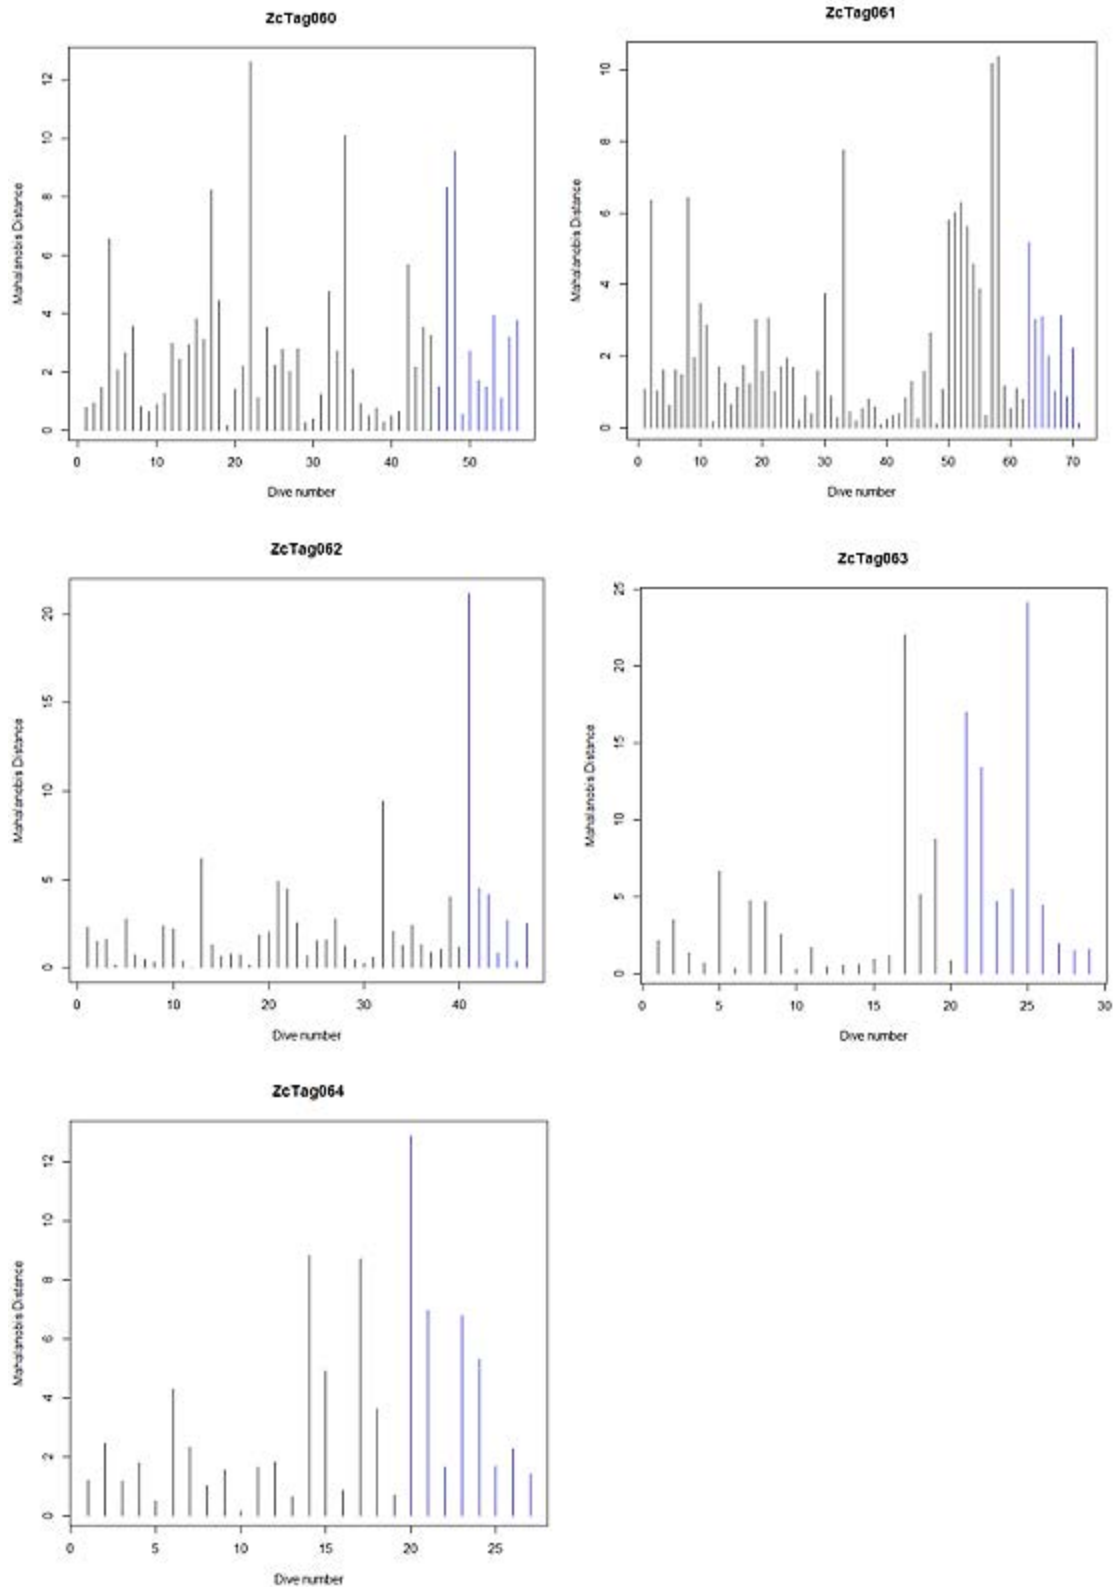 ZcTag060
Mahalanobis Distance
0 2 4 6 8 10 12
0 10 20 30 40 50
Dive number
ZcTag061
Mahalanobis Distance
0 2 4 6 8 10
0 10 20 30 40 50 60 70
Dive number
ZcTag062
Mahalanobis Distance
0 5 10 15 20
0 10 20 30 40
Dive number
ZcTag063
Mahalanobis Distance
0 5 10 15 20 25
0 5 10 15 20 25 30
Dive number
ZcTag064
Mahalanobis Distance
0 2 4 6 8 10 12
0 5 10 15 20 25
Dive number